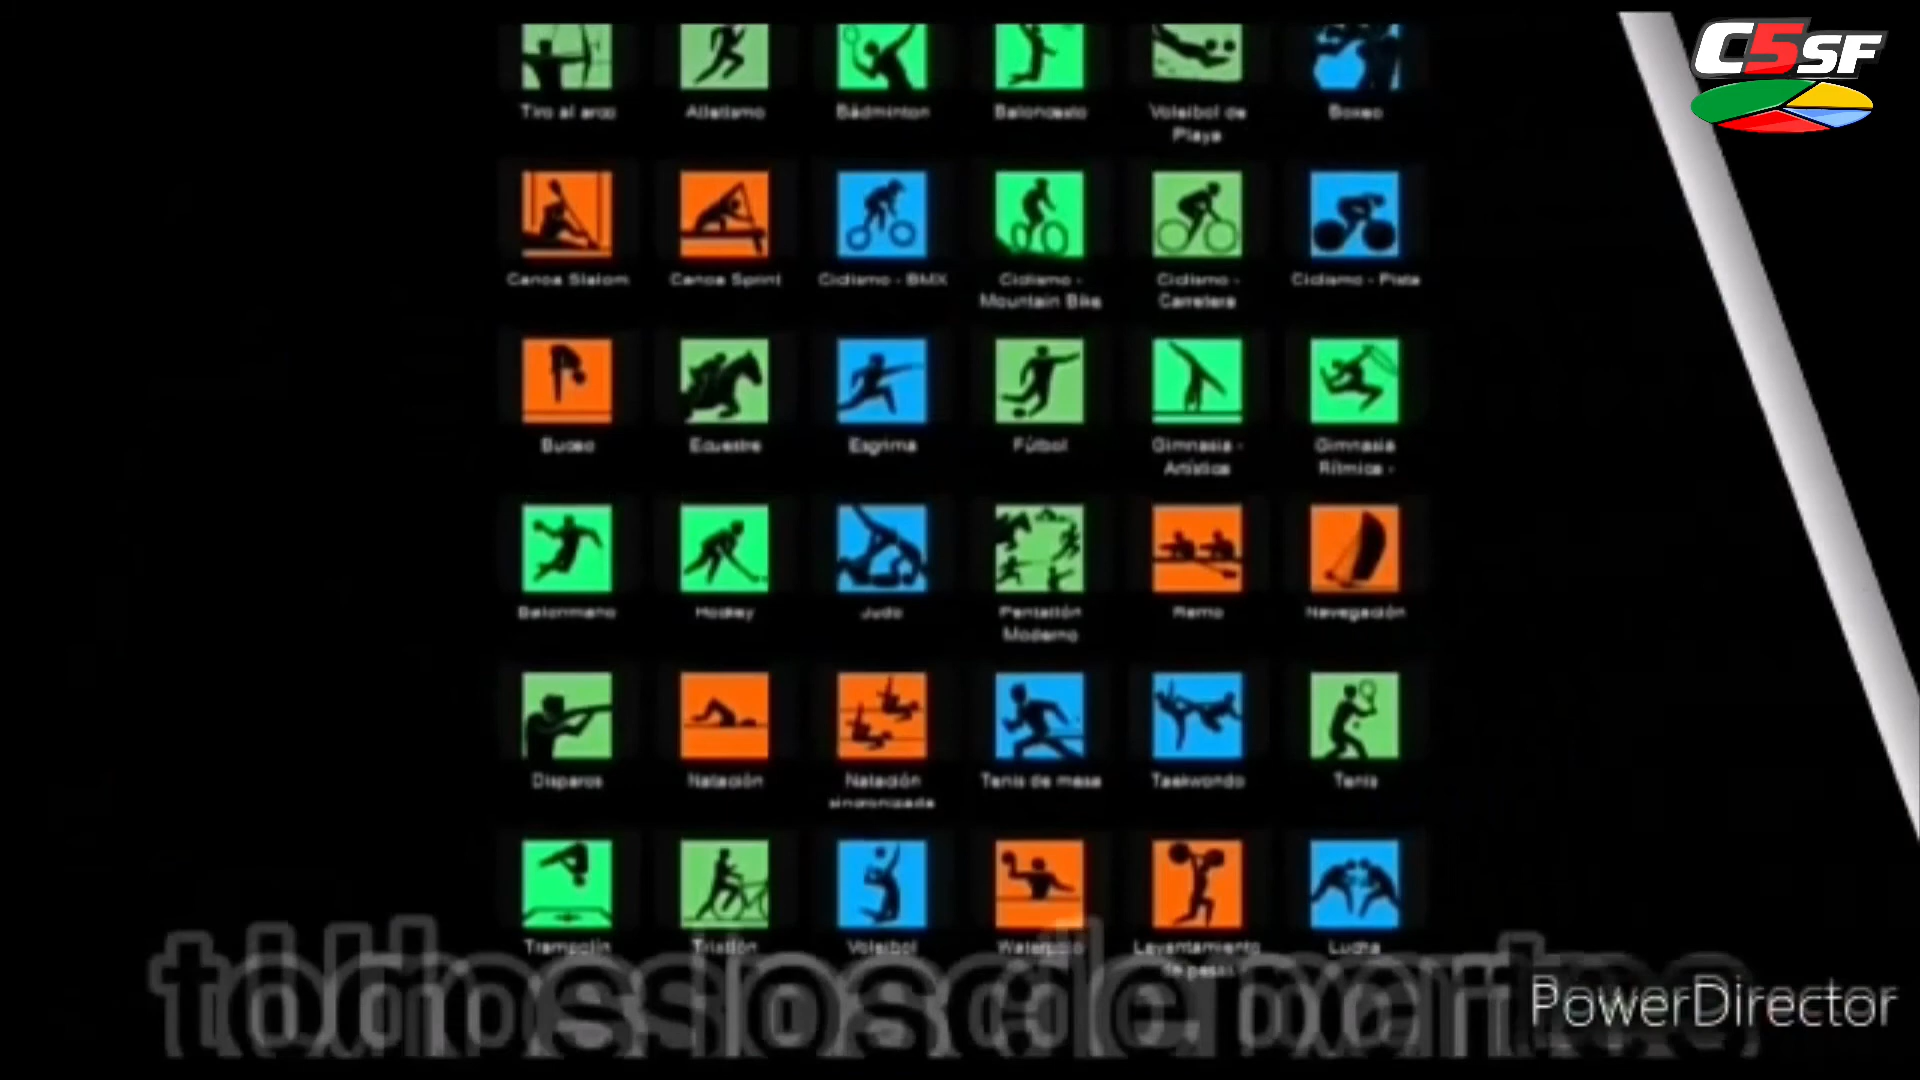 C5SF
Tiro al arco
Atletismo
Bádminton
Baloncesto
Voleibol de
Playa
Boxeo
Canoa Slalom
Canoa Sprint
Ciclismo - BMX
Ciclismo -
Mountain Bike
Ciclismo -
Carretera
Ciclismo - Pista
Buceo
Ecuestre
Esgrima
Fútbol
Gimnasia -
Artística
Gimnasia
Rítmica -
Balonmano
Hockey
Judo
Pentatlón
Moderno
Remo
Navegación
Disparos
Natación
Natación
sincronizada
Tenis de mesa
Taekwondo
Tenis
Trampolín
Triatlón
Voleibol
Waterpolo
Levantamiento
de pesas
Lucha
PowerDirector